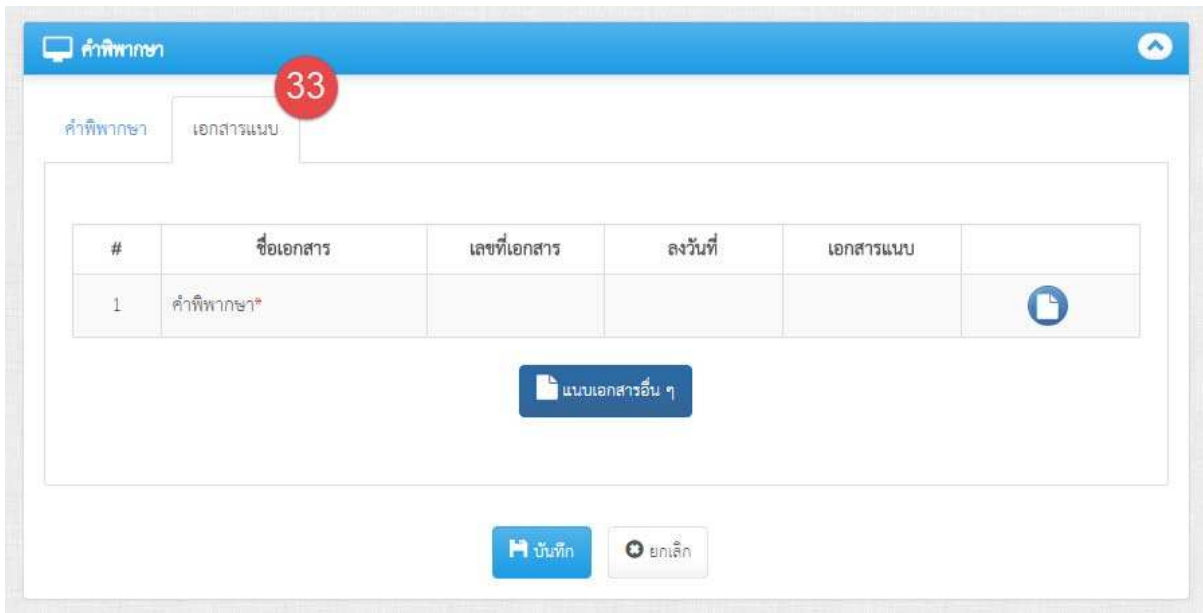 คำพิพากษา
33
คำพิพากษา เอกสารแนบ
# ชื่อเอกสาร เลขที่เอกสาร ลงวันที่ เอกสารแนบ
1 คำพิพากษา*
แนบเอกสารอื่น ๆ
บันทึก ยกเลิก